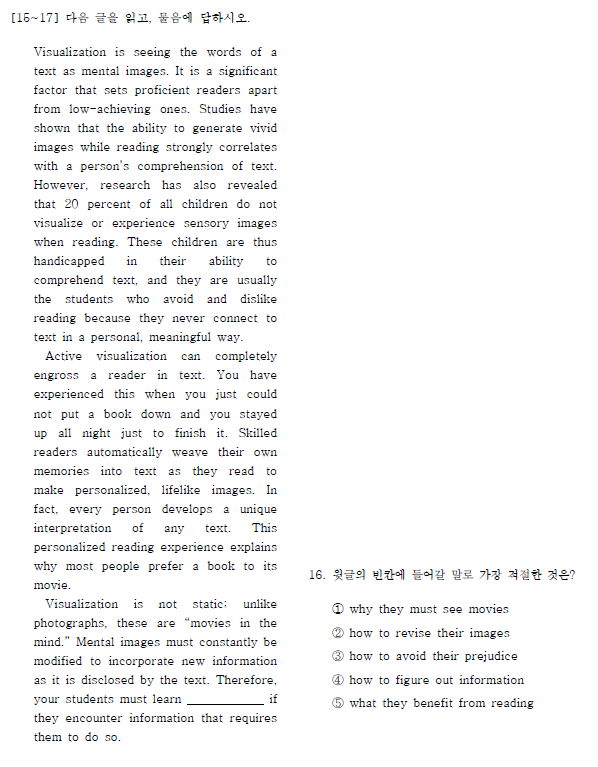 [15~17] 다음 글을 읽고, 물음에 답하시오.
Visualization is seeing the words of a
text as mental images. It is a significant
factor that sets proficient readers apart
from low-achieving ones. Studies have
shown that the ability to generate vivid
images while reading strongly correlates
with a person's comprehension of text.
However, research has also revealed
that 20 percent of all children do not
visualize or experience sensory images
when reading. These children are thus
handicapped in their ability to
comprehend text, and they are usually
the students who avoid and dislike
reading because they never connect to
text in a personal, meaningful way.
Active visualization can completely
engross a reader in text. You have
experienced this when you just could
not put a book down and you stayed
up all night just to finish it. Skilled
readers automatically weave their own
memories into text as they read to
make personalized, lifelike images. In
fact, every person develops a unique
interpretation of any text. This
personalized reading experience explains
why most people prefer a book to its
movie.
Visualization is not static; unlike
photographs, these are “movies in the
mind.” Mental images must constantly be
modified to incorporate new information
as it is disclosed by the text. Therefore,
your students must learn ____________ if
they encounter information that requires
them to do so.
16. 윗글의 빈칸에 들어갈 말로 가장 적절한 것은?
① why they must see movies
② how to revise their images
③ how to avoid their prejudice
④ how to figure out information
⑤ what they benefit from reading